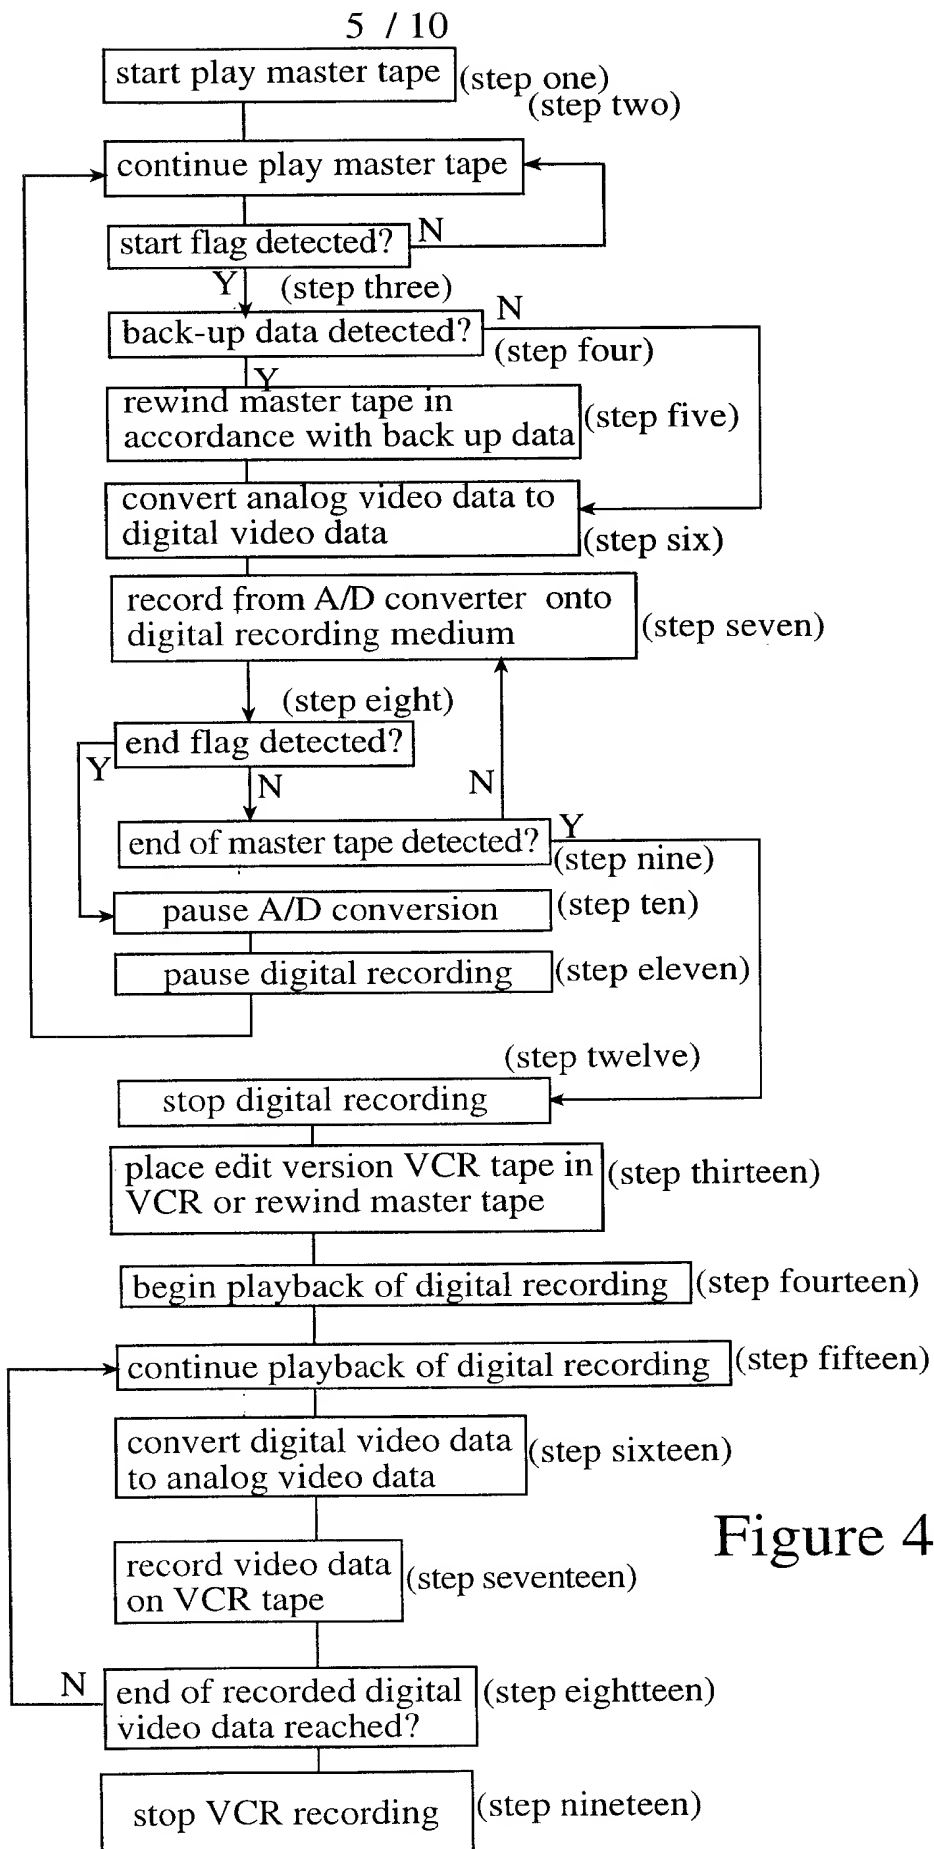 5 / 10
start play master tape (step one)
(step two)
continue play master tape
start flag detected? N
Y (step three)
back-up data detected? N
(step four)
Y
rewind master tape in
accordance with back up data (step five)
convert analog video data to
digital video data (step six)
record from A/D converter onto
digital recording medium (step seven)
(step eight)
end flag detected?
Y N N
end of master tape detected? Y
(step nine)
pause A/D conversion (step ten)
pause digital recording (step eleven)
(step twelve)
stop digital recording
place edit version VCR tape in
VCR or rewind master tape (step thirteen)
begin playback of digital recording (step fourteen)
continue playback of digital recording (step fifteen)
convert digital video data
to analog video data (step sixteen)
Figure 4
record video data
on VCR tape (step seventeen)
N end of recorded digital (step eightteen)
video data reached?
stop VCR recording (step nineteen)